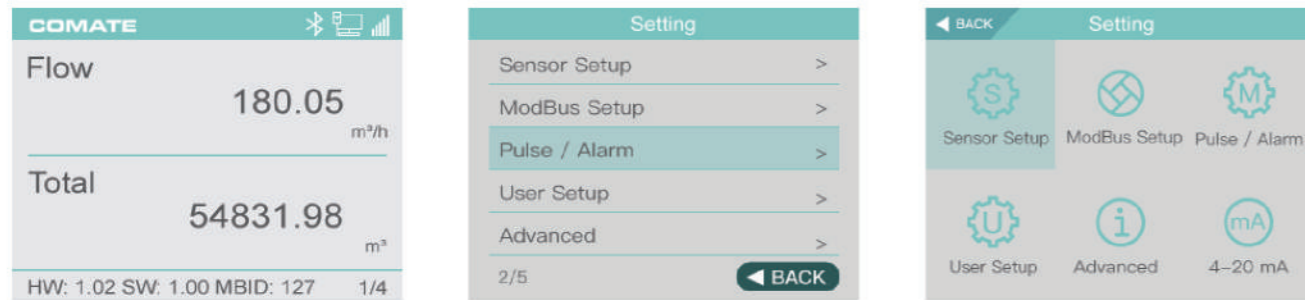 COMATE
Flow
180.05
m³/h
Total
54831.98
m³
HW: 1.02 SW: 1.00 MBID: 127 1/4
Setting
Sensor Setup >
ModBus Setup >
Pulse / Alarm >
User Setup >
Advanced >
2/5 ◀ BACK
◀ BACK Setting
S M
Sensor Setup ModBus Setup Pulse / Alarm
U i mA
User Setup Advanced 4-20 mA